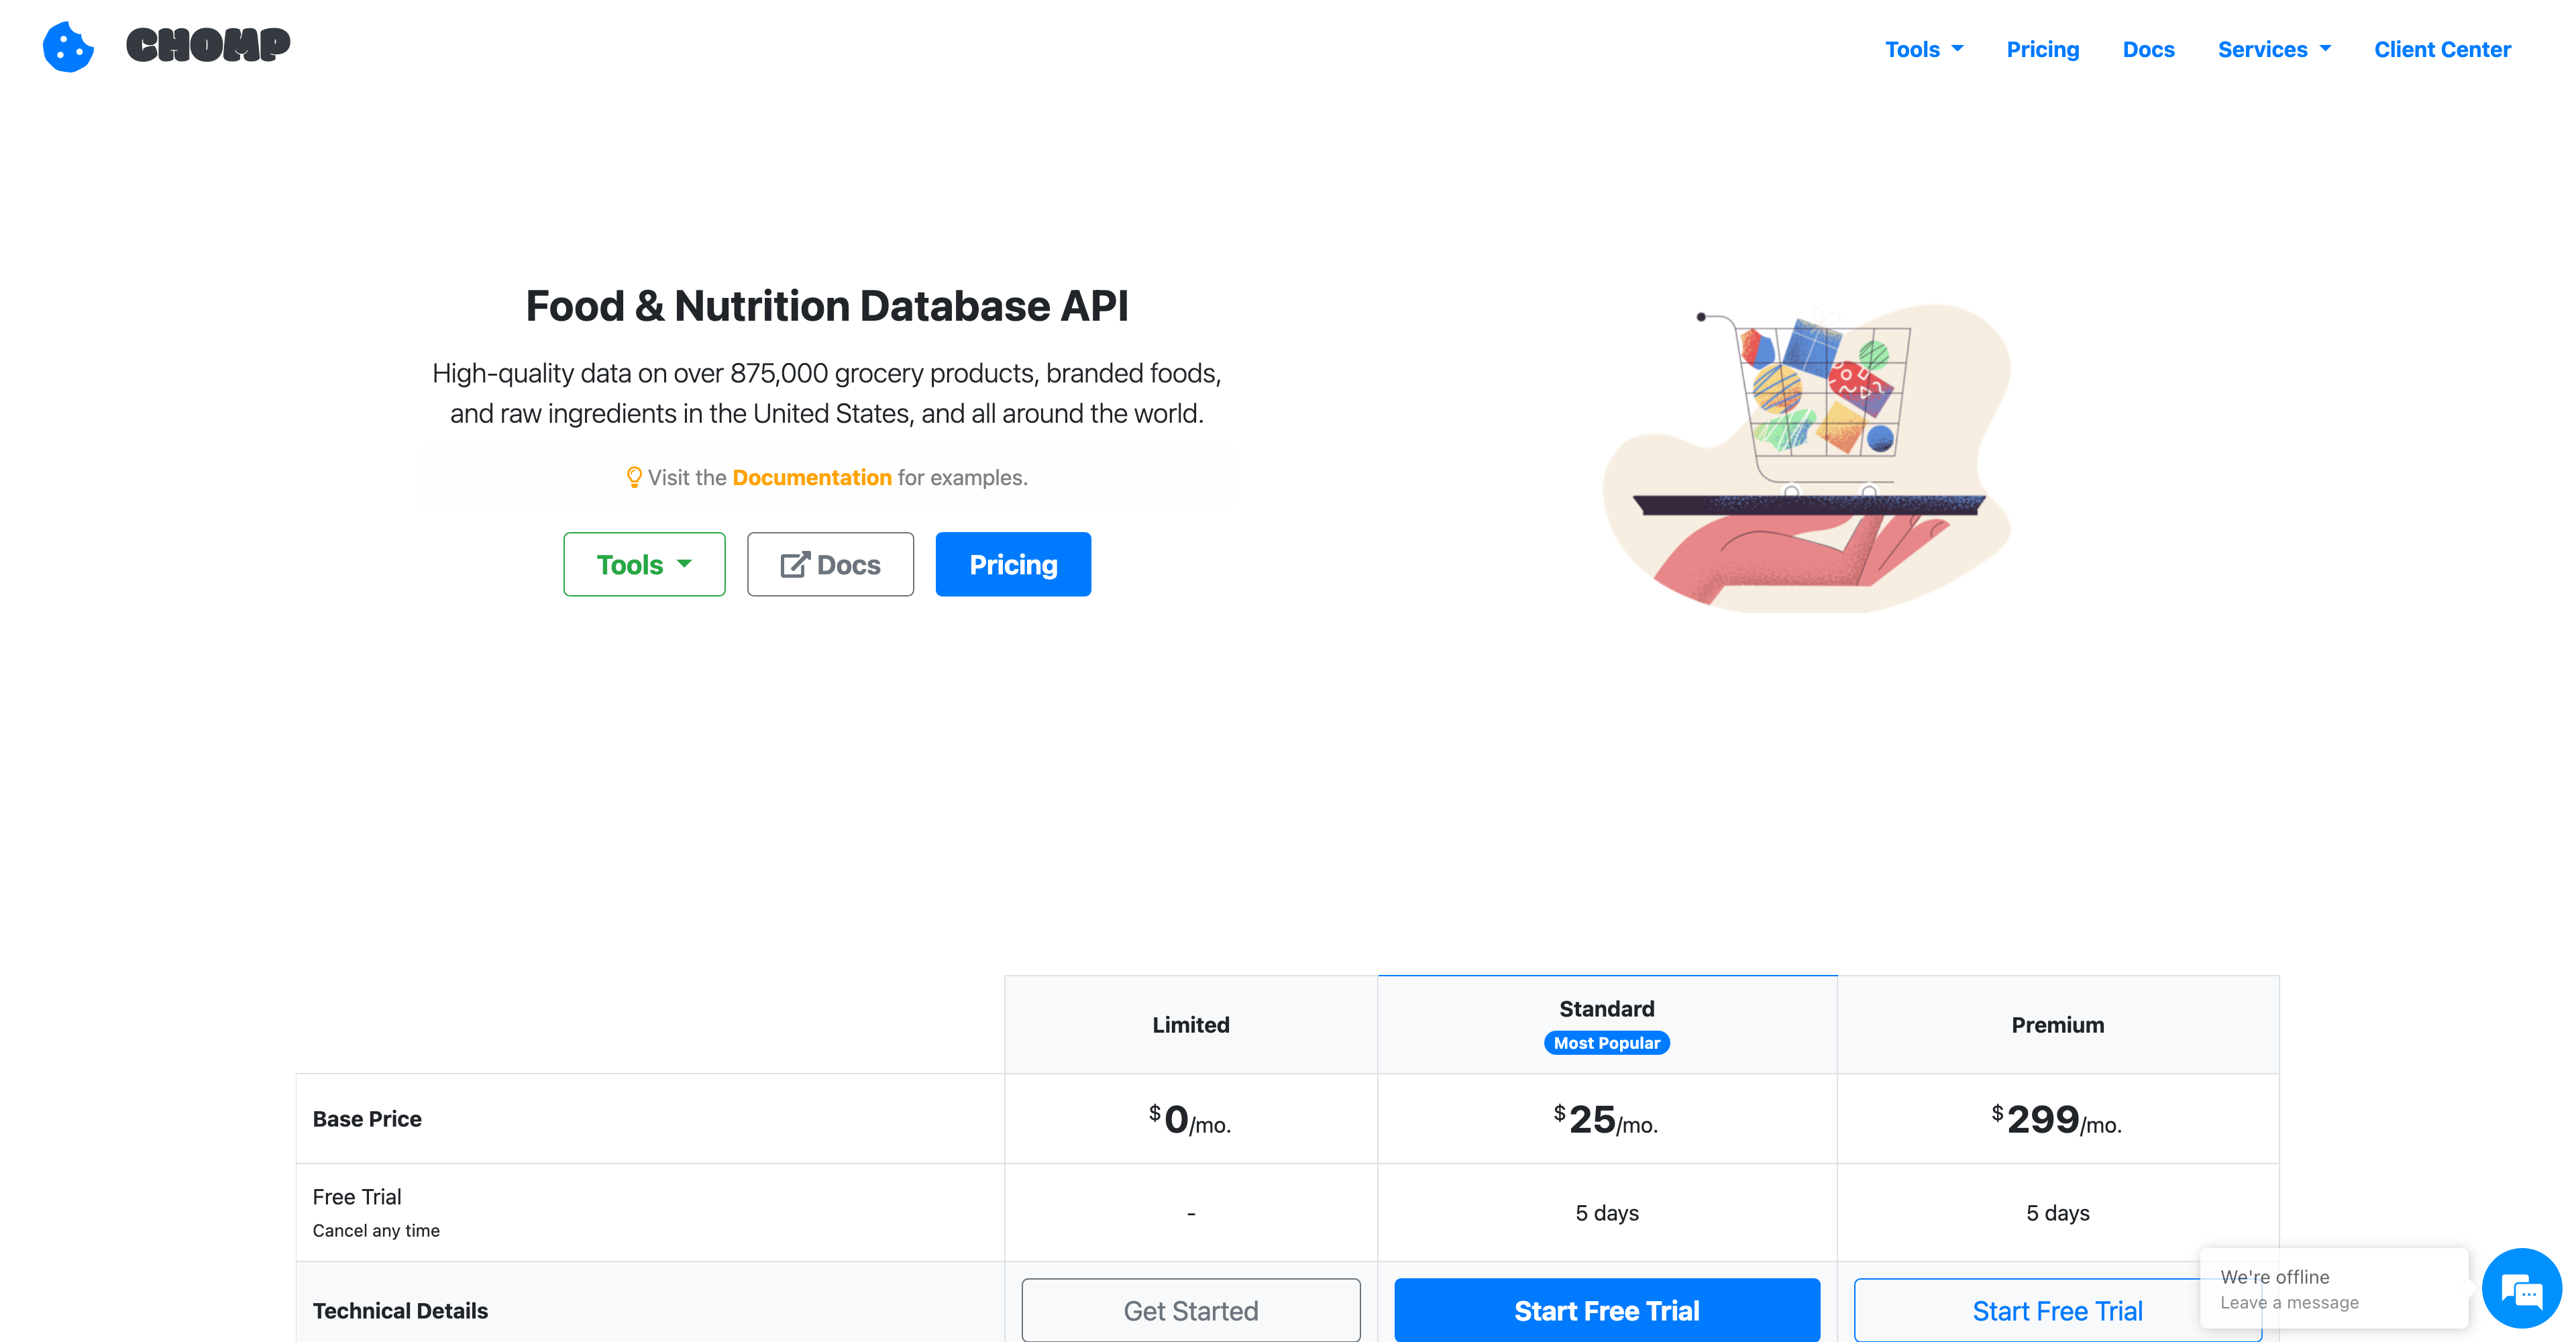 CHOMP
Tools Pricing Docs Services Client Center
Food & Nutrition Database API
High-quality data on over 875,000 grocery products, branded foods,
and raw ingredients in the United States, and all around the world.
Visit the Documentation for examples.
Tools Docs Pricing
Limited Standard Premium
Most Popular
Base Price $0/mo. $25/mo. $299/mo.
Free Trial
Cancel any time
- 5 days 5 days
Technical Details Get Started Start Free Trial Start Free Trial
We're offline
Leave a message